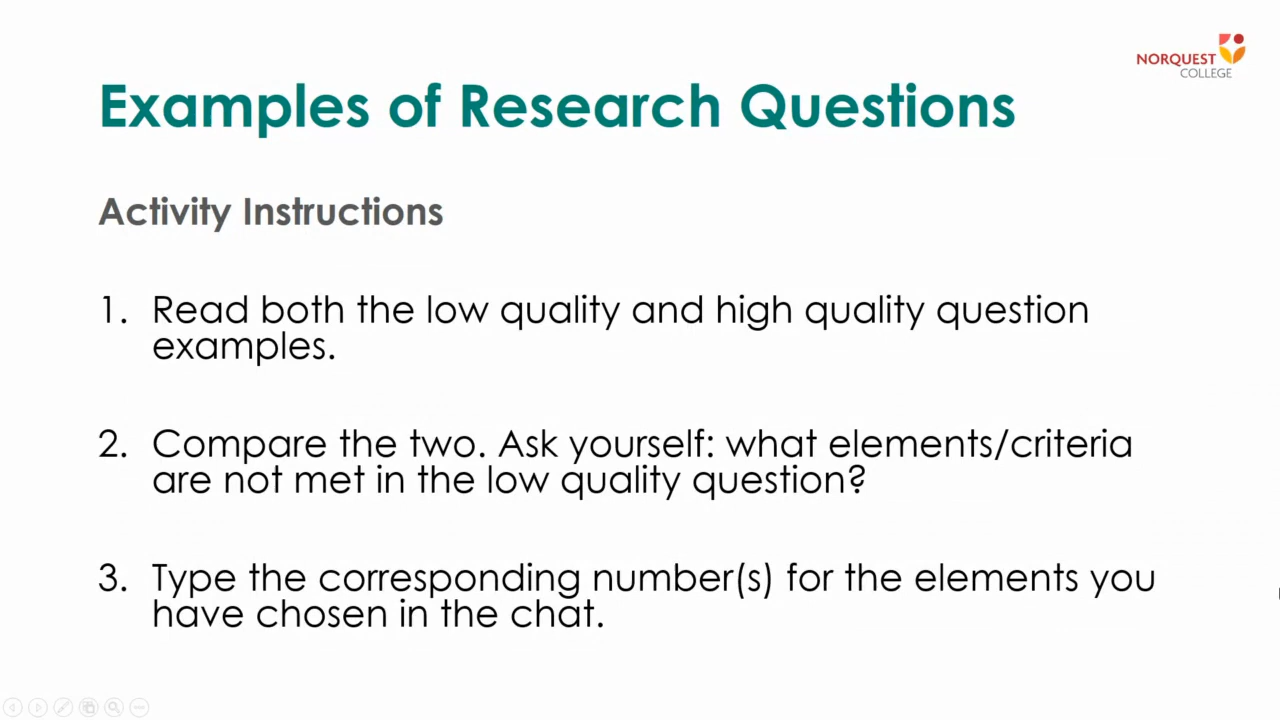 NORQUEST
COLLEGE
Examples of Research Questions
Activity Instructions
1. Read both the low quality and high quality question
examples.
2. Compare the two. Ask yourself: what elements/criteria
are not met in the low quality question?
3. Type the corresponding number(s) for the elements you
have chosen in the chat.